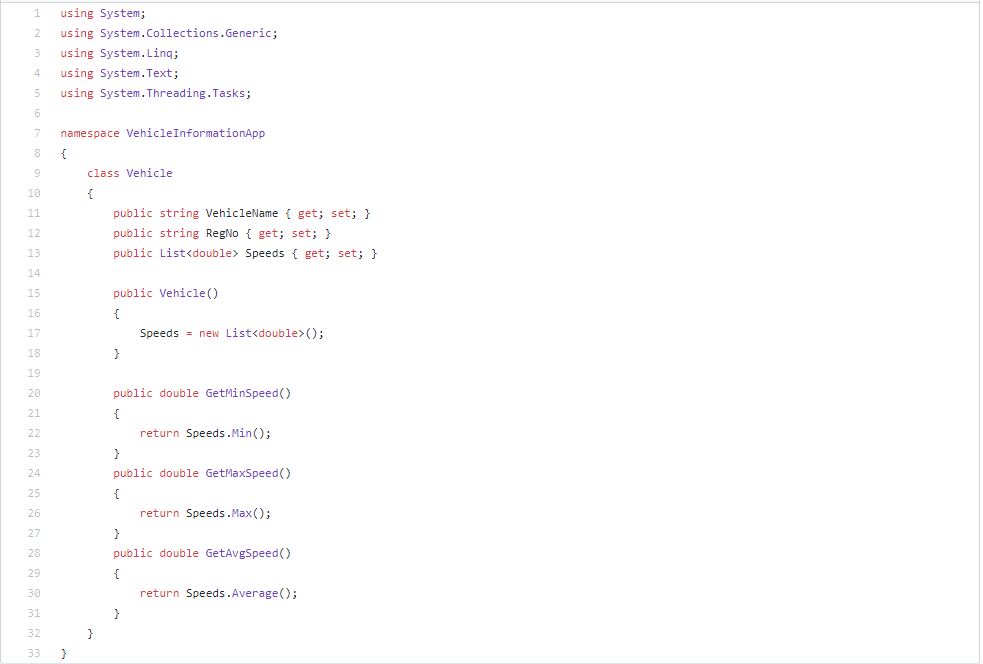 1 using System;
2 using System.Collections.Generic;
3 using System.Linq;
4 using System.Text;
5 using System.Threading.Tasks;
6
7 namespace VehicleInformationApp
8 {
9     class Vehicle
10     {
11         public string VehicleName { get; set; }
12         public string RegNo { get; set; }
13         public List<double> Speeds { get; set; }
14
15         public Vehicle()
16         {
17             Speeds = new List<double>();
18         }
19
20         public double GetMinSpeed()
21         {
22             return Speeds.Min();
23         }
24         public double GetMaxSpeed()
25         {
26             return Speeds.Max();
27         }
28         public double GetAvgSpeed()
29         {
30             return Speeds.Average();
31         }
32     }
33 }